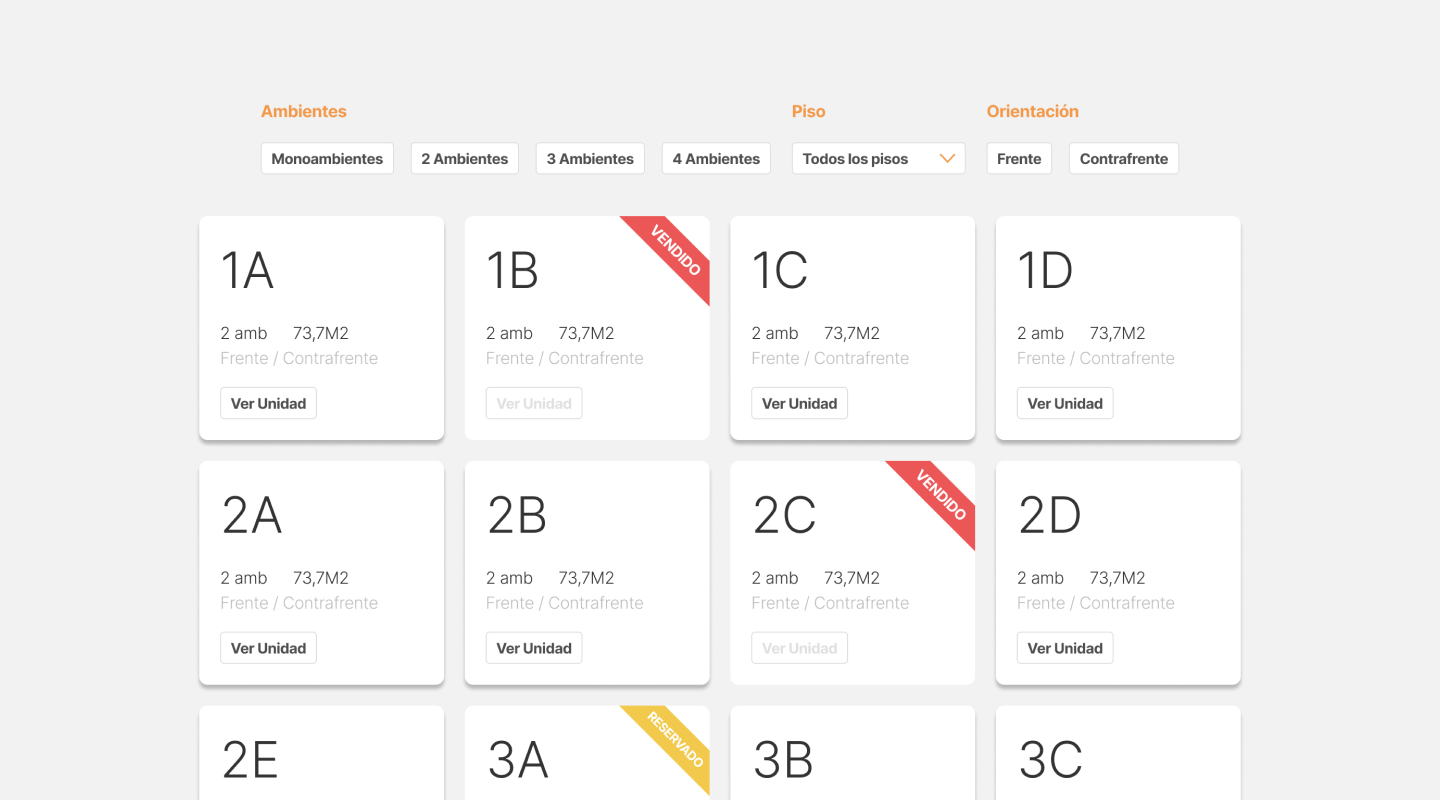 Ambientes
Piso
Orientación
Monoambientes
2 Ambientes
3 Ambientes
4 Ambientes
Todos los pisos
Frente
Contrafrente
1A
2 amb 73,7M2
Frente / Contrafrente
Ver Unidad
1B
VENDIDO
2 amb 73,7M2
Frente / Contrafrente
Ver Unidad
1C
2 amb 73,7M2
Frente / Contrafrente
Ver Unidad
1D
2 amb 73,7M2
Frente / Contrafrente
Ver Unidad
2A
2 amb 73,7M2
Frente / Contrafrente
Ver Unidad
2B
2 amb 73,7M2
Frente / Contrafrente
Ver Unidad
2C
VENDIDO
2 amb 73,7M2
Frente / Contrafrente
Ver Unidad
2D
2 amb 73,7M2
Frente / Contrafrente
Ver Unidad
2E
3A
RESERVADO
3B
3C